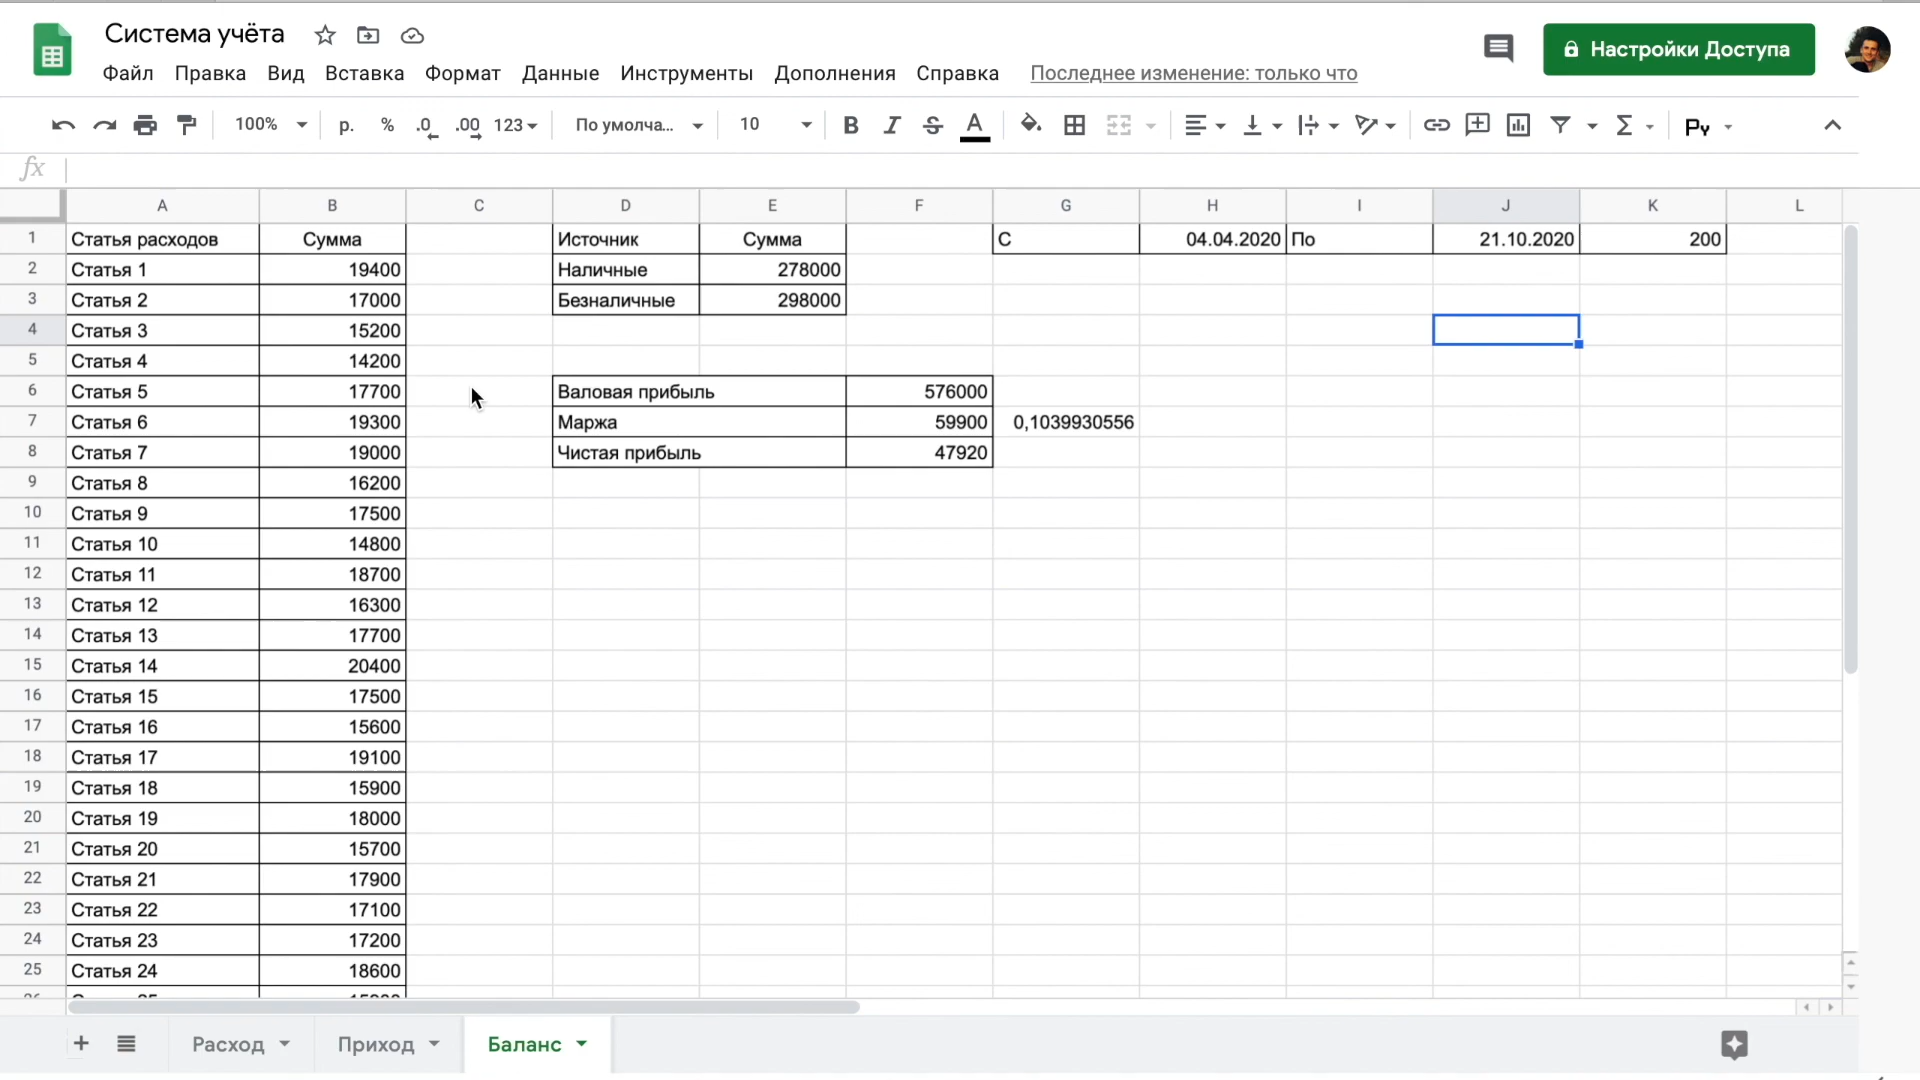 Система учёта
Файл Правка Вид Вставка Формат Данные Инструменты Дополнения Справка Последнее изменение: только что
Настройки Доступа
100% р. % .0 .00 123 По умолча... 10 B I S A Σ Py
fx
A B C D E F G H I J K L
1 Статья расходов Сумма Источник Сумма С 04.04.2020 По 21.10.2020 200
2 Статья 1 19400 Наличные 278000
3 Статья 2 17000 Безналичные 298000
4 Статья 3 15200
5 Статья 4 14200
6 Статья 5 17700 Валовая прибыль 576000
7 Статья 6 19300 Маржа 59900 0,1039930556
8 Статья 7 19000 Чистая прибыль 47920
9 Статья 8 16200
10 Статья 9 17500
11 Статья 10 14800
12 Статья 11 18700
13 Статья 12 16300
14 Статья 13 17700
15 Статья 14 20400
16 Статья 15 17500
17 Статья 16 15600
18 Статья 17 19100
19 Статья 18 15900
20 Статья 19 18000
21 Статья 20 15700
22 Статья 21 17900
23 Статья 22 17100
24 Статья 23 17200
25 Статья 24 18600
Расход Приход Баланс